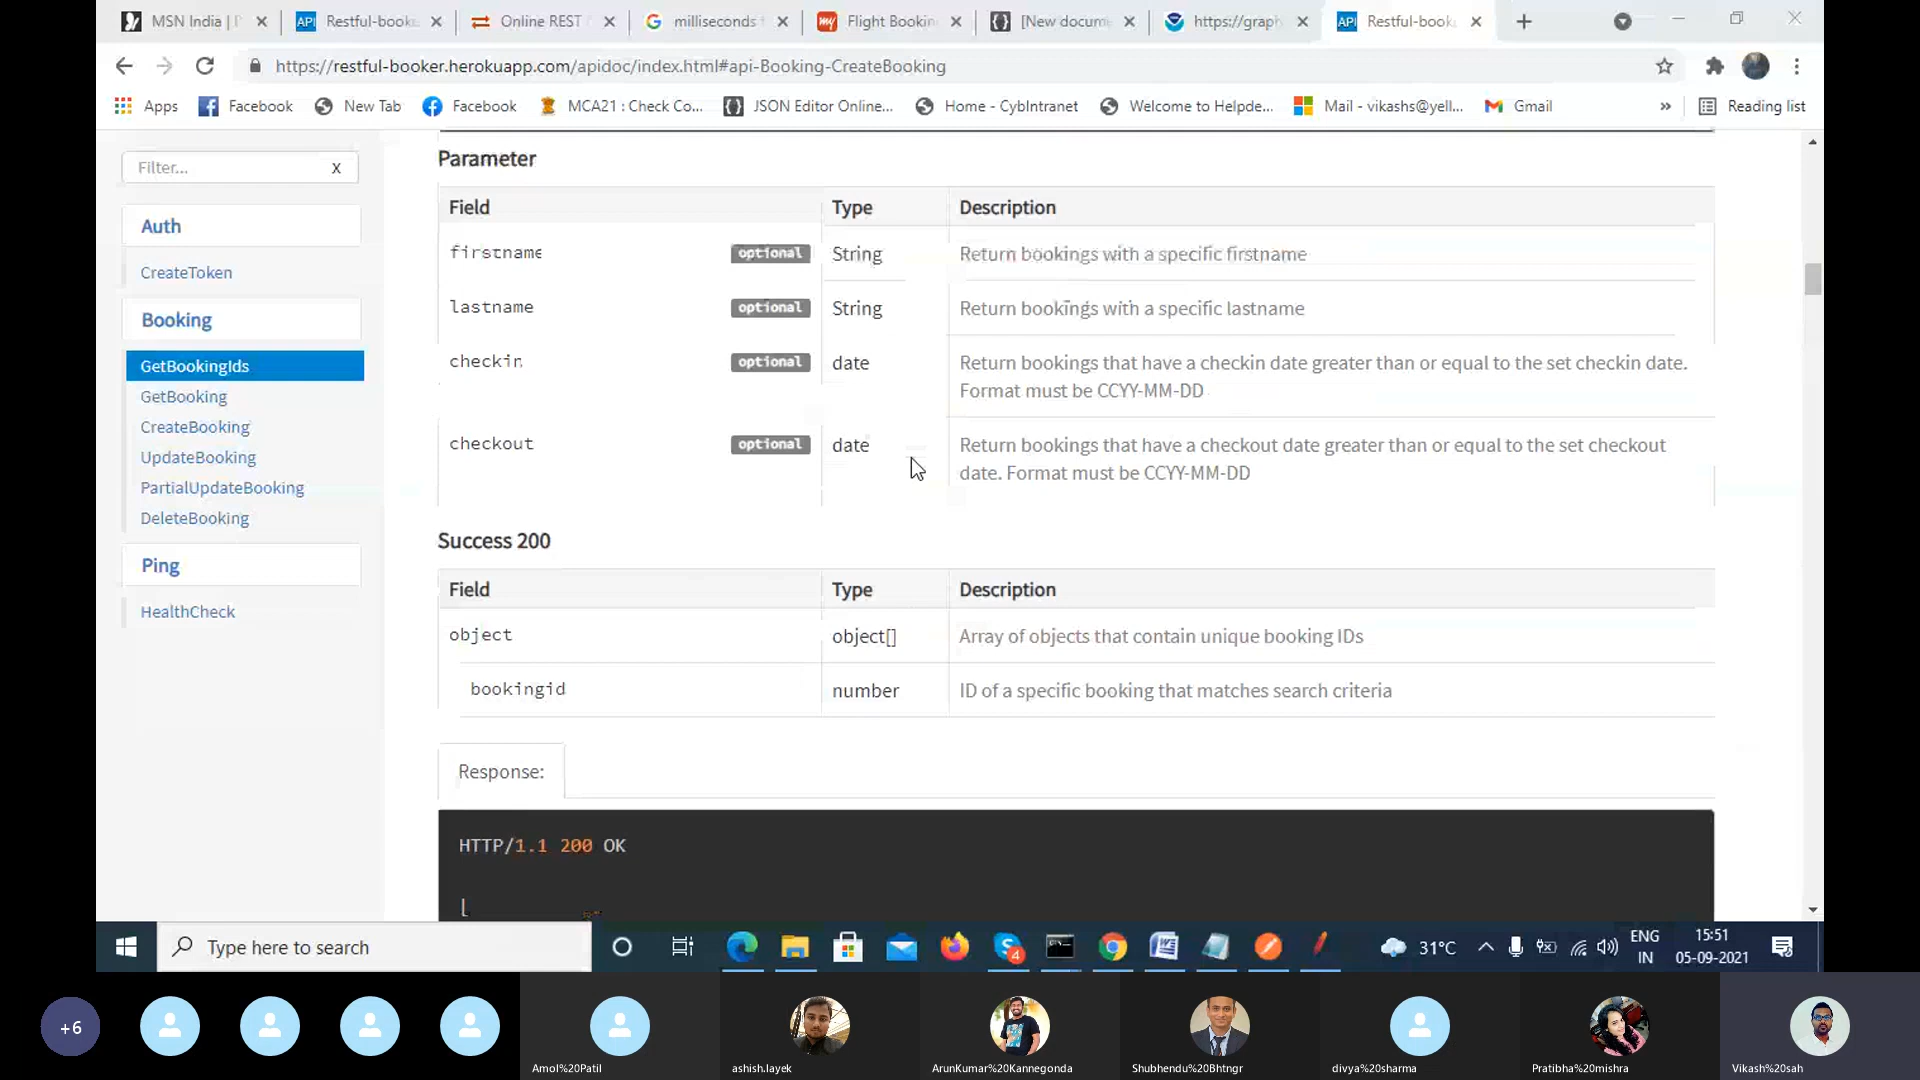 MSN India |
Restful-booke
Online REST
milliseconds t
Flight Bookin
[New docum
https://graph
Restful-booke
https://restful-booker.herokuapp.com/apidoc/index.html#api-Booking-CreateBooking
Apps
Facebook
New Tab
Facebook
MCA21 : Check Co...
JSON Editor Online...
Home - CybIntranet
Welcome to Helpde...
Mail - vikashs@yell...
Gmail
»
Reading list
Filter...
X
Auth
CreateToken
Booking
GetBookingIds
GetBooking
CreateBooking
UpdateBooking
PartialUpdateBooking
DeleteBooking
Ping
HealthCheck
Parameter
Field Type Description
firstname optional String Return bookings with a specific firstname
lastname optional String Return bookings with a specific lastname
checkin optional date Return bookings that have a checkin date greater than or equal to the set checkin date.
Format must be CCYY-MM-DD
checkout optional date Return bookings that have a checkout date greater than or equal to the set checkout
date. Format must be CCYY-MM-DD
Success 200
Field Type Description
object object[] Array of objects that contain unique booking IDs
bookingid number ID of a specific booking that matches search criteria
Response:
HTTP/1.1 200 OK
[
Type here to search
4
31°C
ENG
IN
15:51
05-09-2021
+6
Amol%20Patil
ashish.layek
ArunKumar%20Kannegonda
Shubhendu%20Bhtngr
divya%20sharma
Pratibha%20mishra
Vikash%20sah